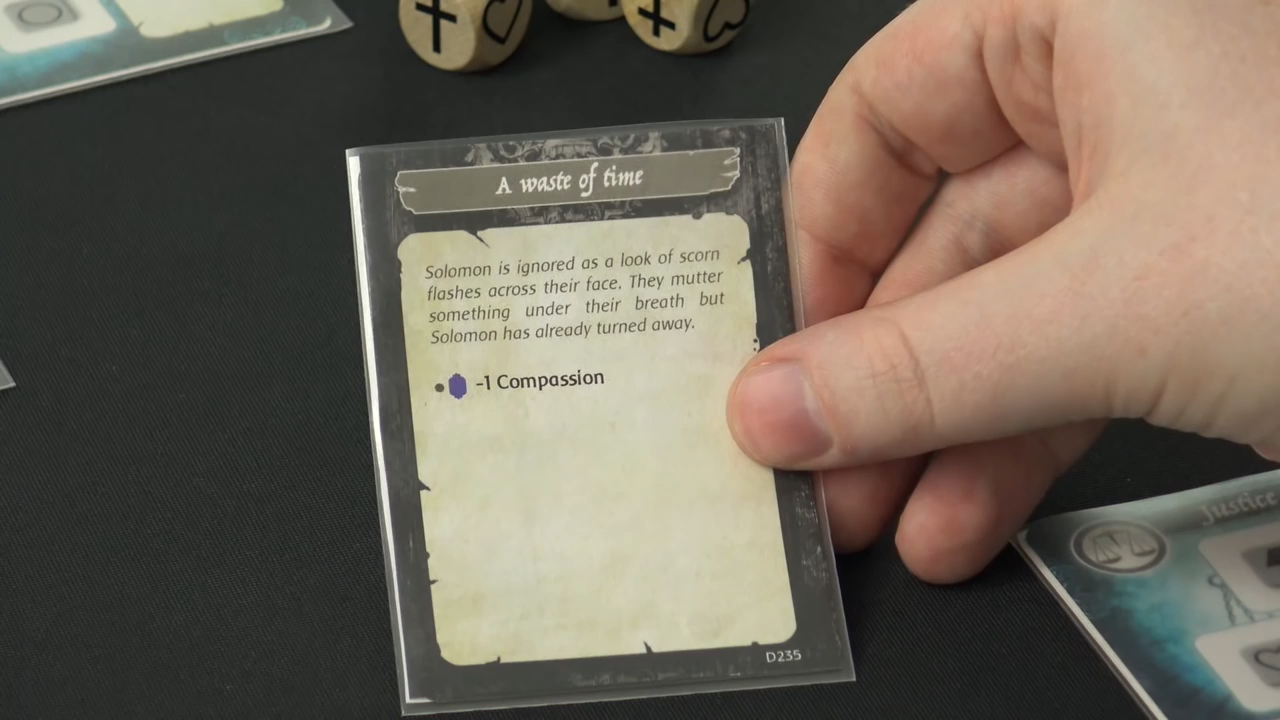 A waste of time
Solomon is ignored as a look of scorn
flashes across their face. They mutter
something under their breath but
Solomon has already turned away.
-1 Compassion
D235
Justice